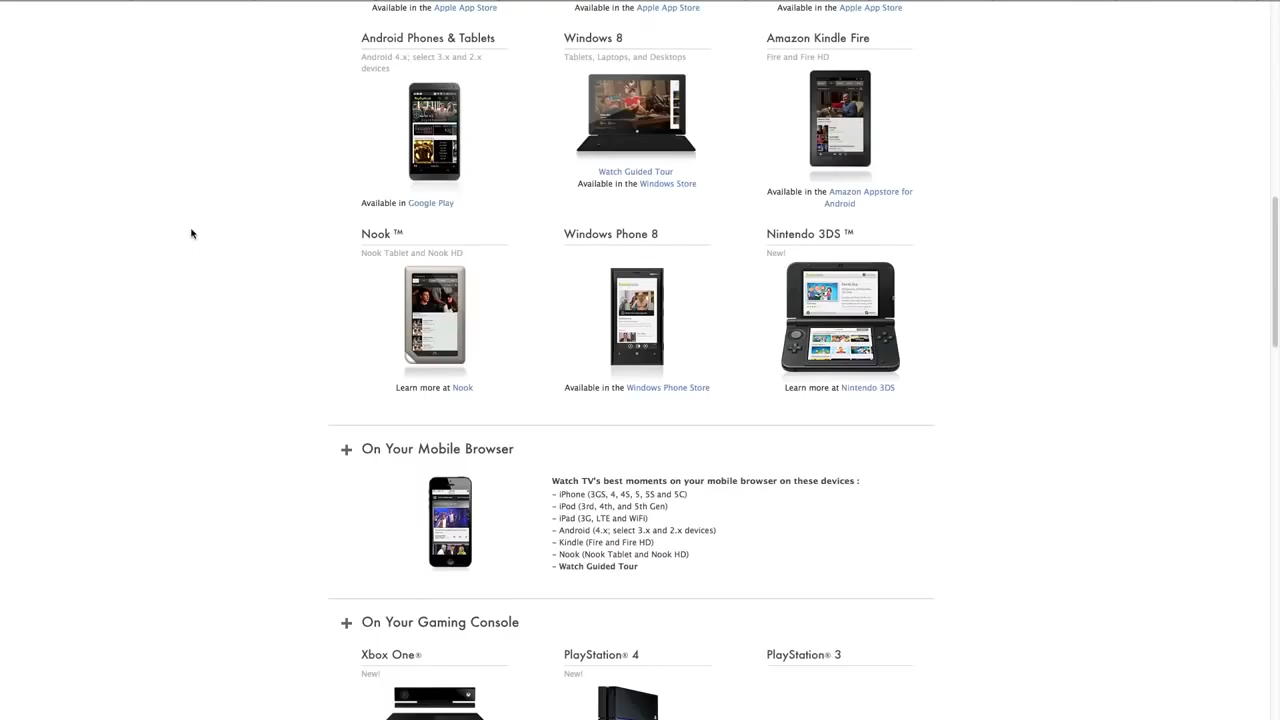 Available in the Apple App Store
Available in the Apple App Store
Available in the Apple App Store
Android Phones & Tablets
Android 4.x; select 3.x and 2.x
devices
Available in Google Play
Windows 8
Tablets, Laptops, and Desktops
Watch Guided Tour
Available in the Windows Store
Amazon Kindle Fire
Fire and Fire HD
Available in the Amazon Appstore for
Android
Nook ™
Nook Tablet and Nook HD
Learn more at Nook
Windows Phone 8
Available in the Windows Phone Store
Nintendo 3DS ™
New!
Learn more at Nintendo 3DS
+ On Your Mobile Browser
Watch TV's best moments on your mobile browser on these devices :
– iPhone (3GS, 4, 4S, 5, 5S and 5C)
– iPod (3rd, 4th, and 5th Gen)
– iPad (3G, LTE and WiFi)
– Android (4.x; select 3.x and 2.x devices)
– Kindle (Fire and Fire HD)
– Nook (Nook Tablet and Nook HD)
– Watch Guided Tour
+ On Your Gaming Console
Xbox One®
New!
PlayStation® 4
New!
PlayStation® 3